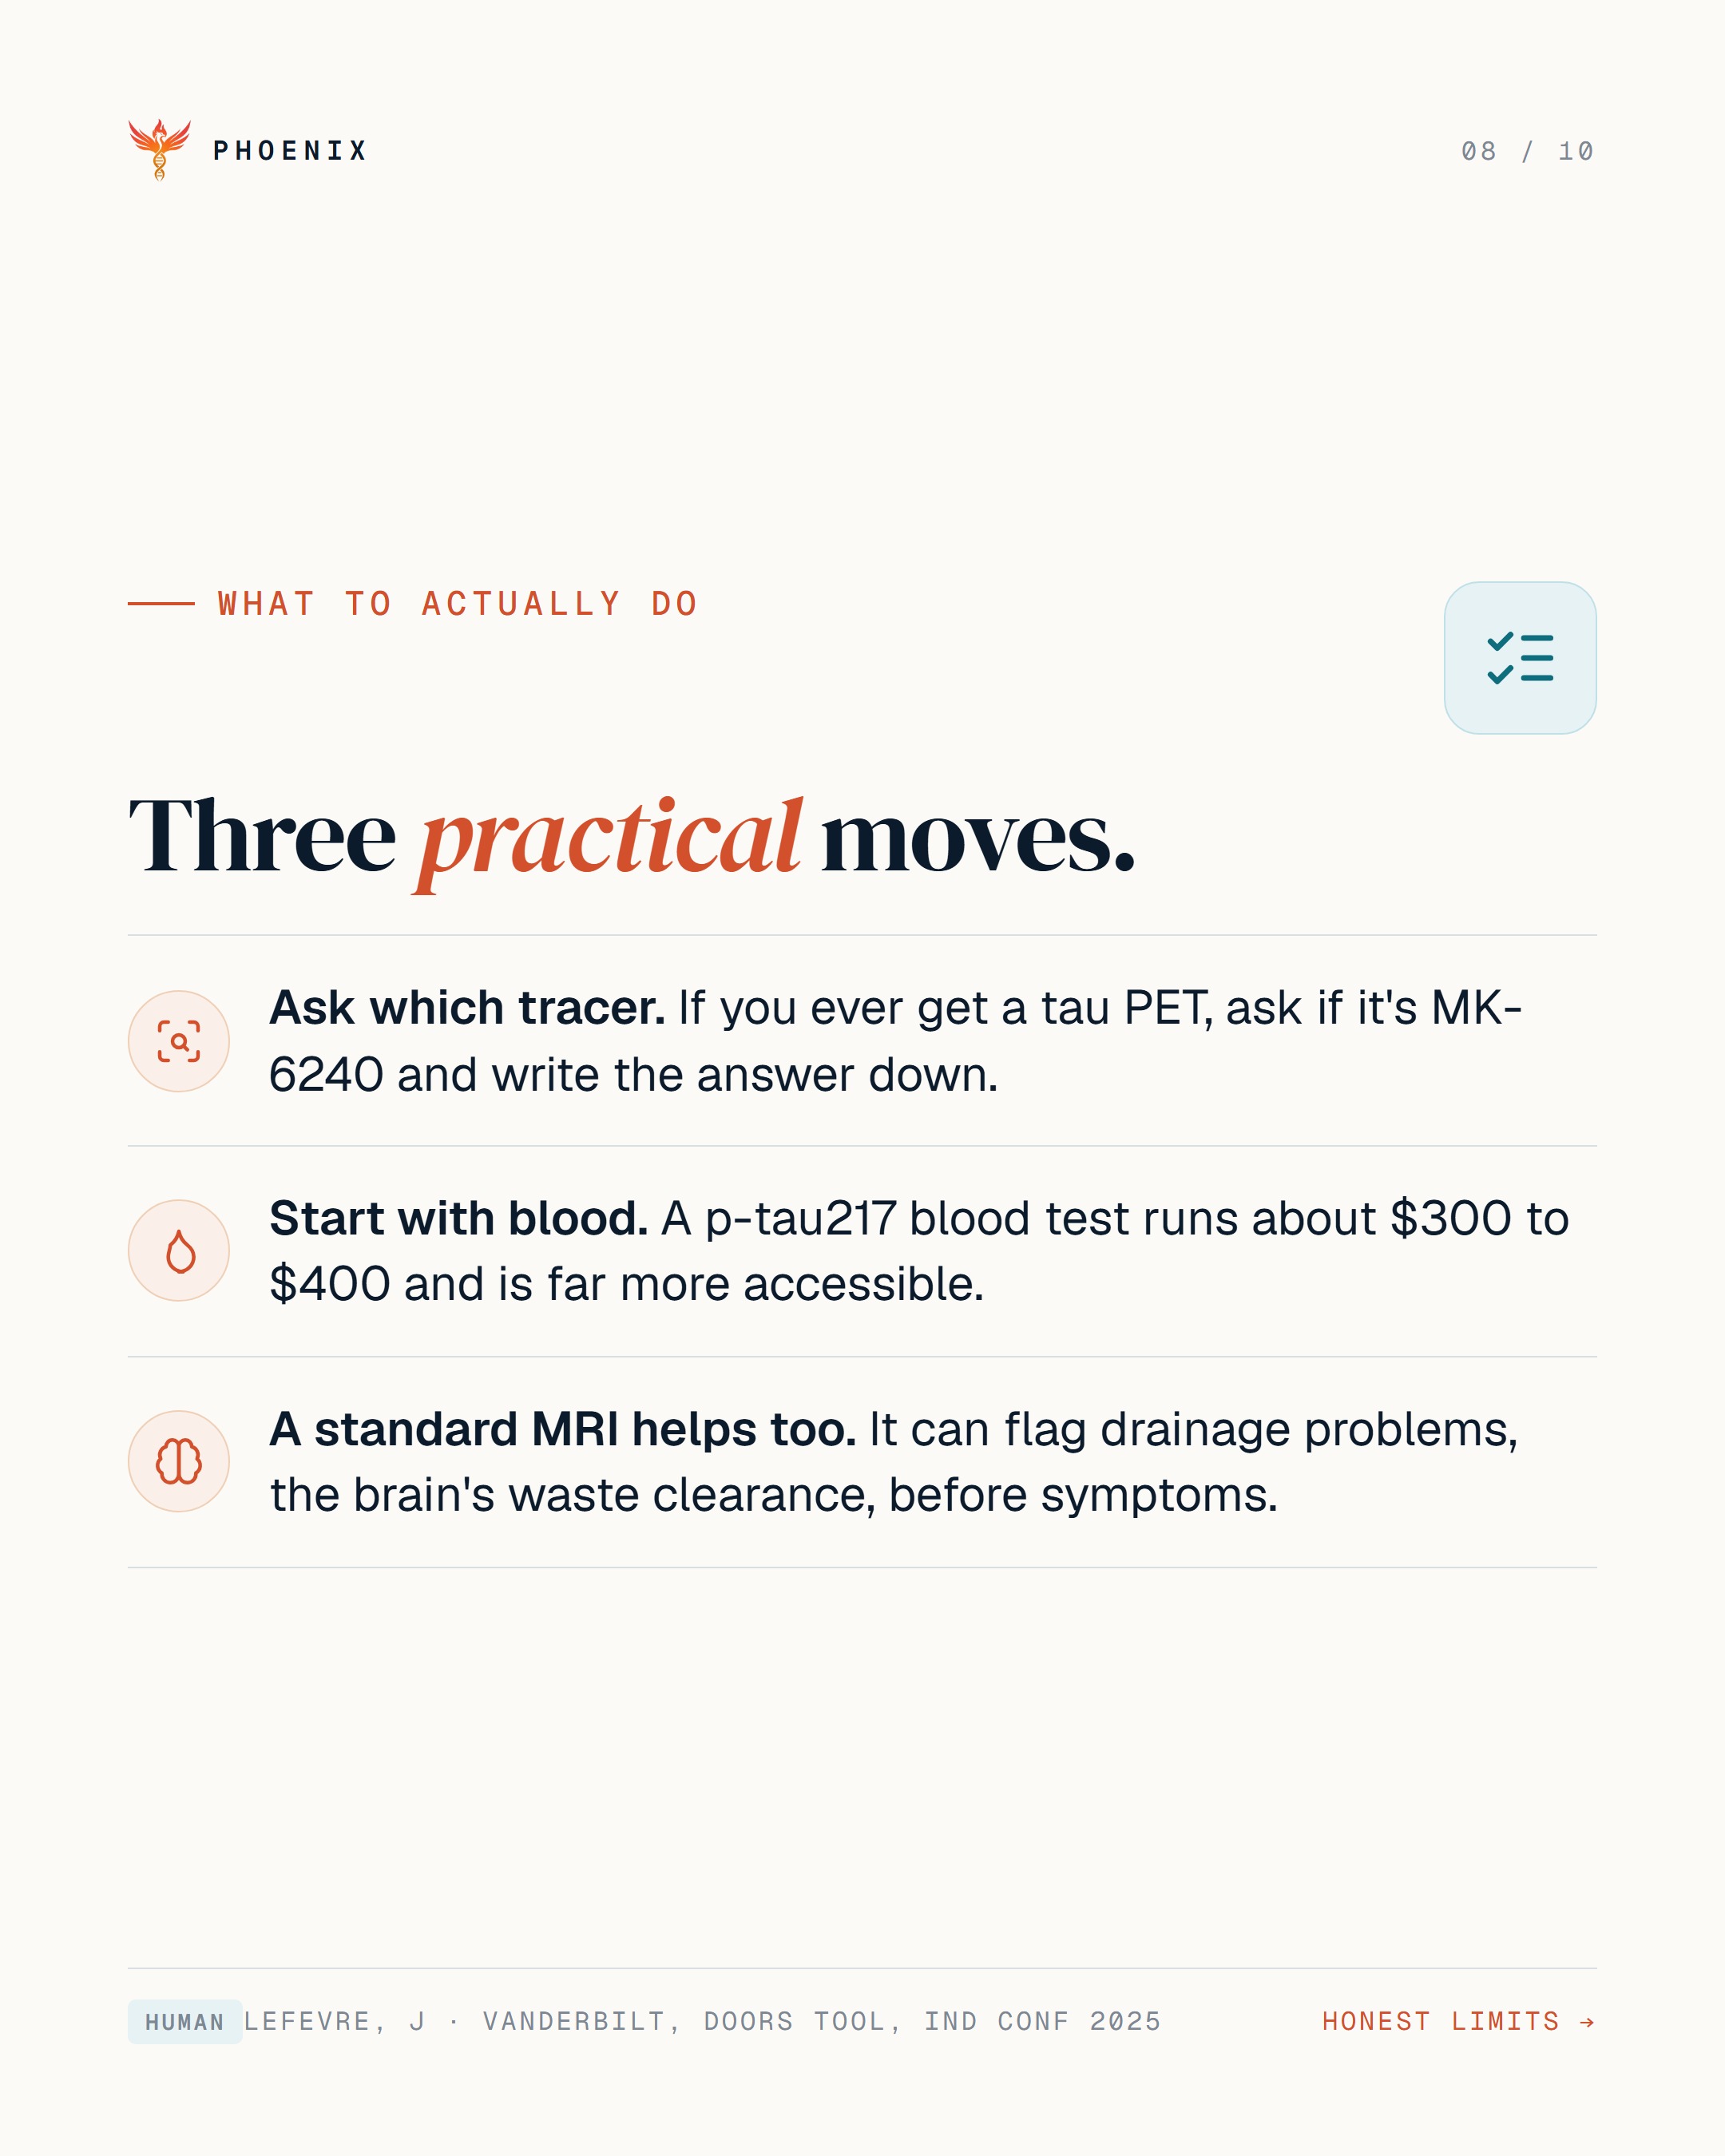 PHOENIX
08 / 10
WHAT TO ACTUALLY DO
Three practical moves.
Ask which tracer. If you ever get a tau PET, ask if it's MK-
6240 and write the answer down.
Start with blood. A p-tau217 blood test runs about $300 to
$400 and is far more accessible.
A standard MRI helps too. It can flag drainage problems,
the brain's waste clearance, before symptoms.
HUMAN LEFEVRE, J · VANDERBILT, DOORS TOOL, IND CONF 2025
HONEST LIMITS →